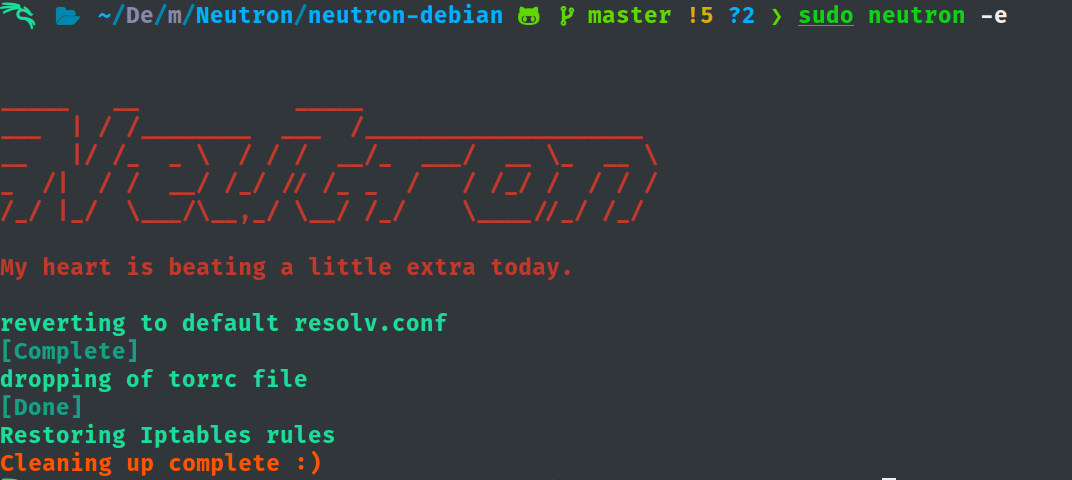 ~/De/m/Neutron/neutron-debian master !5 ?2 ❯ sudo neutron -e
Neutron
My heart is beating a little extra today.
reverting to default resolv.conf
[Complete]
dropping of torrc file
[Done]
Restoring Iptables rules
Cleaning up complete :)